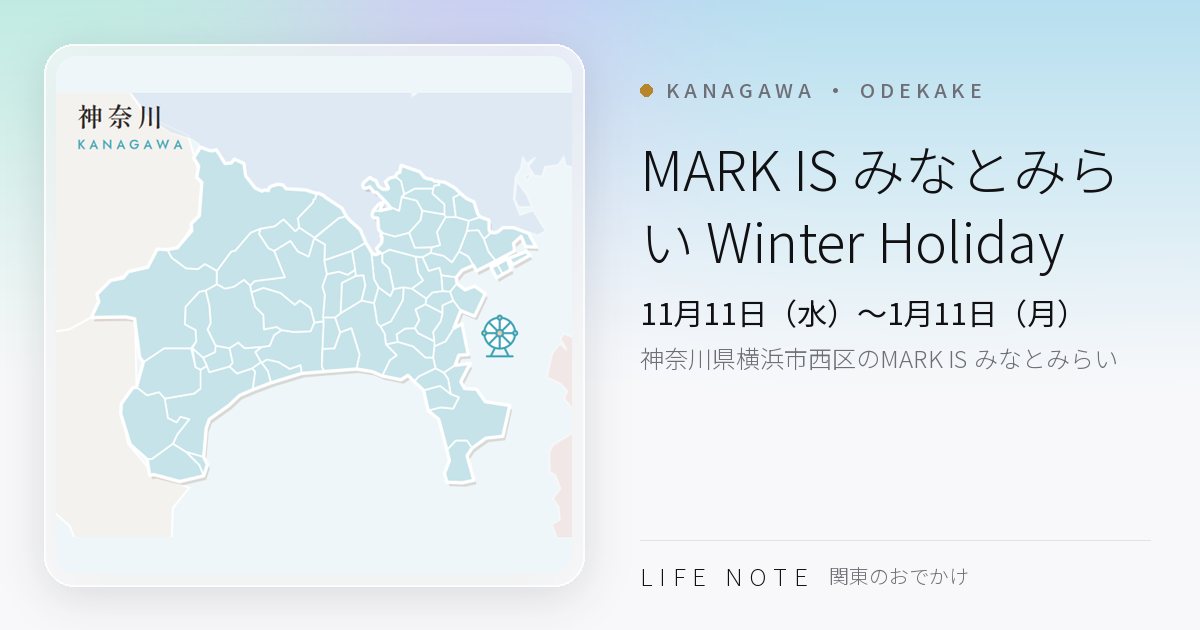 神奈川
KANAGAWA
KANAGAWA • ODEKAKE
MARK IS みなとみら
い Winter Holiday
11月11日（水）〜1月11日（月）
神奈川県横浜市西区のMARK IS みなとみらい
LIFE NOTE 関東のおでかけ